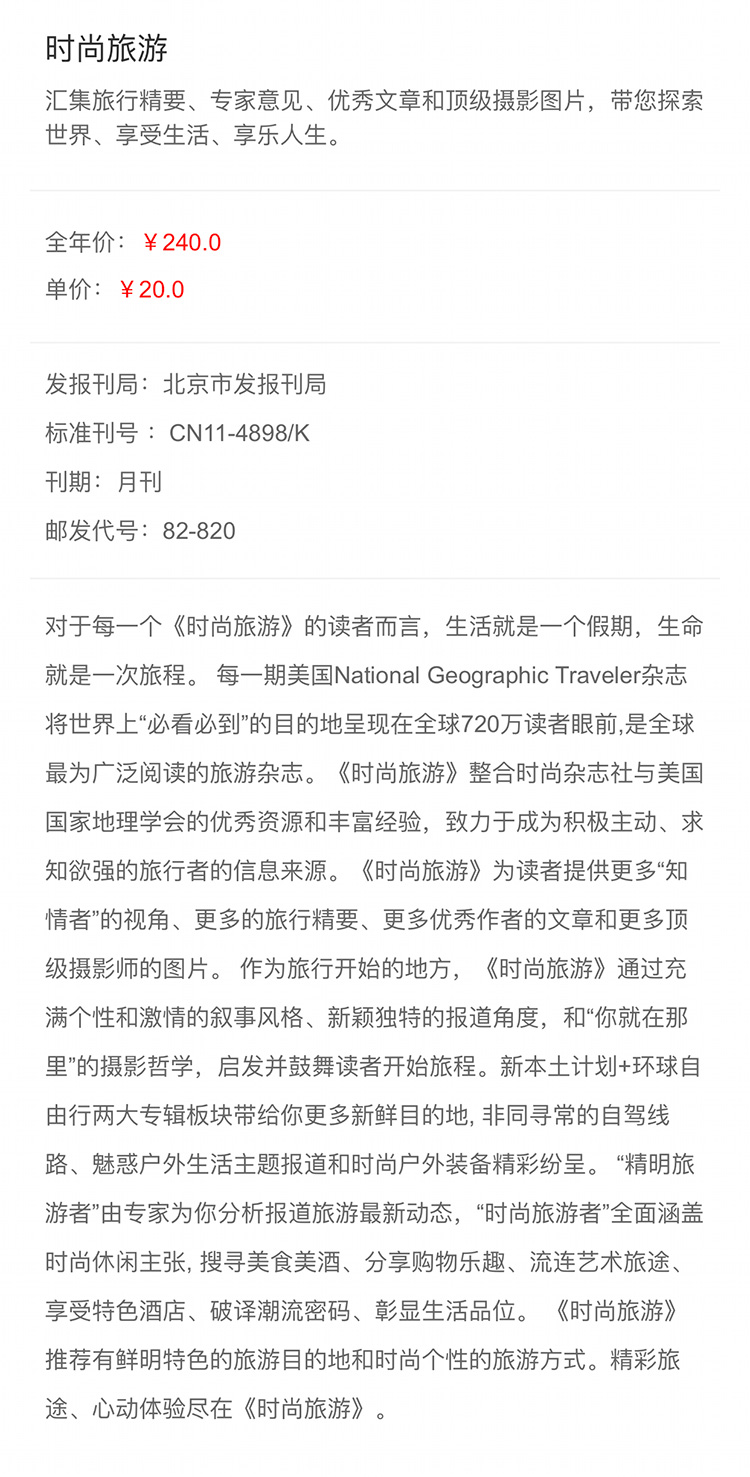 时尚旅游
汇集旅行精要、专家意见、优秀文章和顶级摄影图片，带您探索
世界、享受生活、享乐人生。
全年价：￥240.0
单价：￥20.0
发报刊局：北京市发报刊局
标准刊号： CN11-4898/K
刊期：月刊
邮发代号：82-820
对于每一个《时尚旅游》的读者而言，生活就是一个假期，生命
就是一次旅程。 每一期美国National Geographic Traveler杂志
将世界上“必看必到”的目的地呈现在全球720万读者眼前,是全球
最为广泛阅读的旅游杂志。《时尚旅游》整合时尚杂志社与美国
国家地理学会的优秀资源和丰富经验，致力于成为积极主动、求
知欲强的旅行者的信息来源。《时尚旅游》为读者提供更多“知
情者”的视角、更多的旅行精要、更多优秀作者的文章和更多顶
级摄影师的图片。 作为旅行开始的地方，《时尚旅游》通过充
满个性和激情的叙事风格、新颖独特的报道角度，和“你就在那
里”的摄影哲学，启发并鼓舞读者开始旅程。新本土计划+环球自
由行两大专辑板块带给你更多新鲜目的地, 非同寻常的自驾线
路、魅惑户外生活主题报道和时尚户外装备精彩纷呈。 “精明旅
游者”由专家为你分析报道旅游最新动态，“时尚旅游者”全面涵盖
时尚休闲主张, 搜寻美食美酒、分享购物乐趣、流连艺术旅途、
享受特色酒店、破译潮流密码、彰显生活品位。 《时尚旅游》
推荐有鲜明特色的旅游目的地和时尚个性的旅游方式。精彩旅
途、心动体验尽在《时尚旅游》。